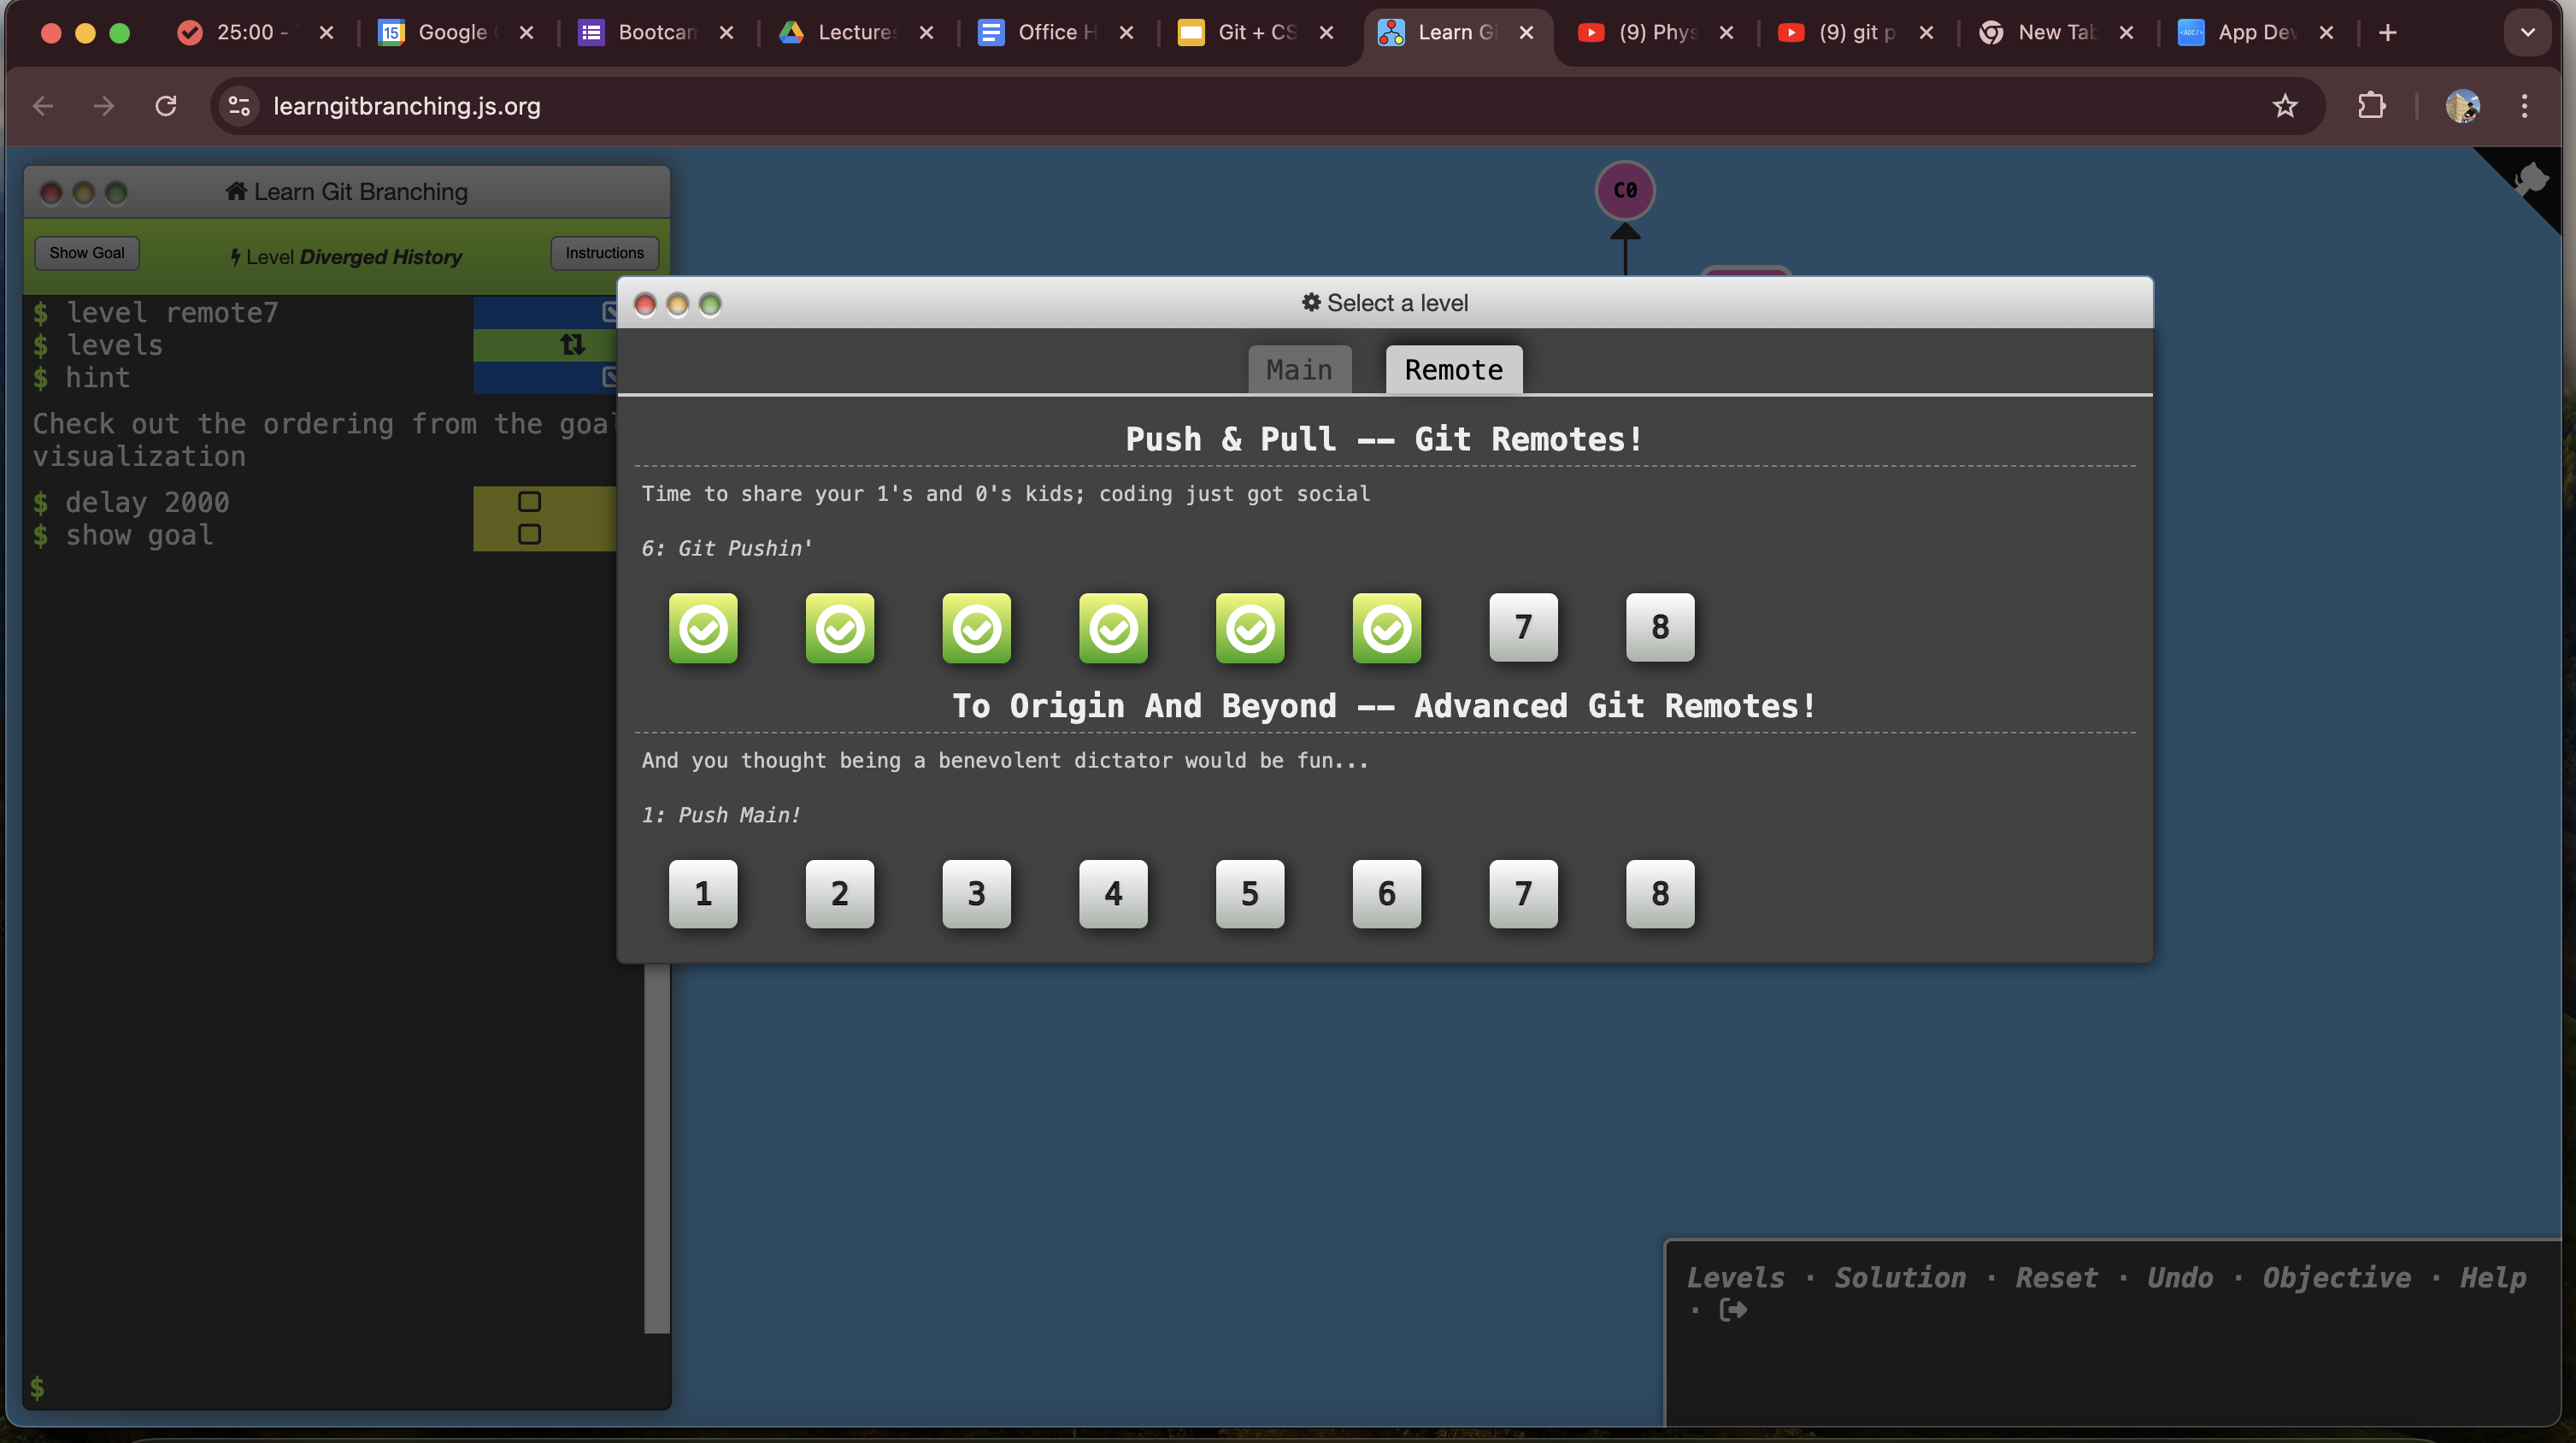 25:00 -
Google
Bootcam
Lectures
Office H
Git + CS
Learn Gi
(9) Phys
(9) git p
New Tab
App Dev
learngitbranching.js.org
Learn Git Branching
Show Goal
Level Diverged History
Instructions
$ level remote7
$ levels
$ hint
Check out the ordering from the goal
visualization
$ delay 2000
$ show goal
$
C0
Select a level
Main
Remote
Push & Pull -- Git Remotes!
Time to share your 1's and 0's kids; coding just got social
6: Git Pushin'
7 8
To Origin And Beyond -- Advanced Git Remotes!
And you thought being a benevolent dictator would be fun...
1: Push Main!
1 2 3 4 5 6 7 8
Levels · Solution · Reset · Undo · Objective · Help
·